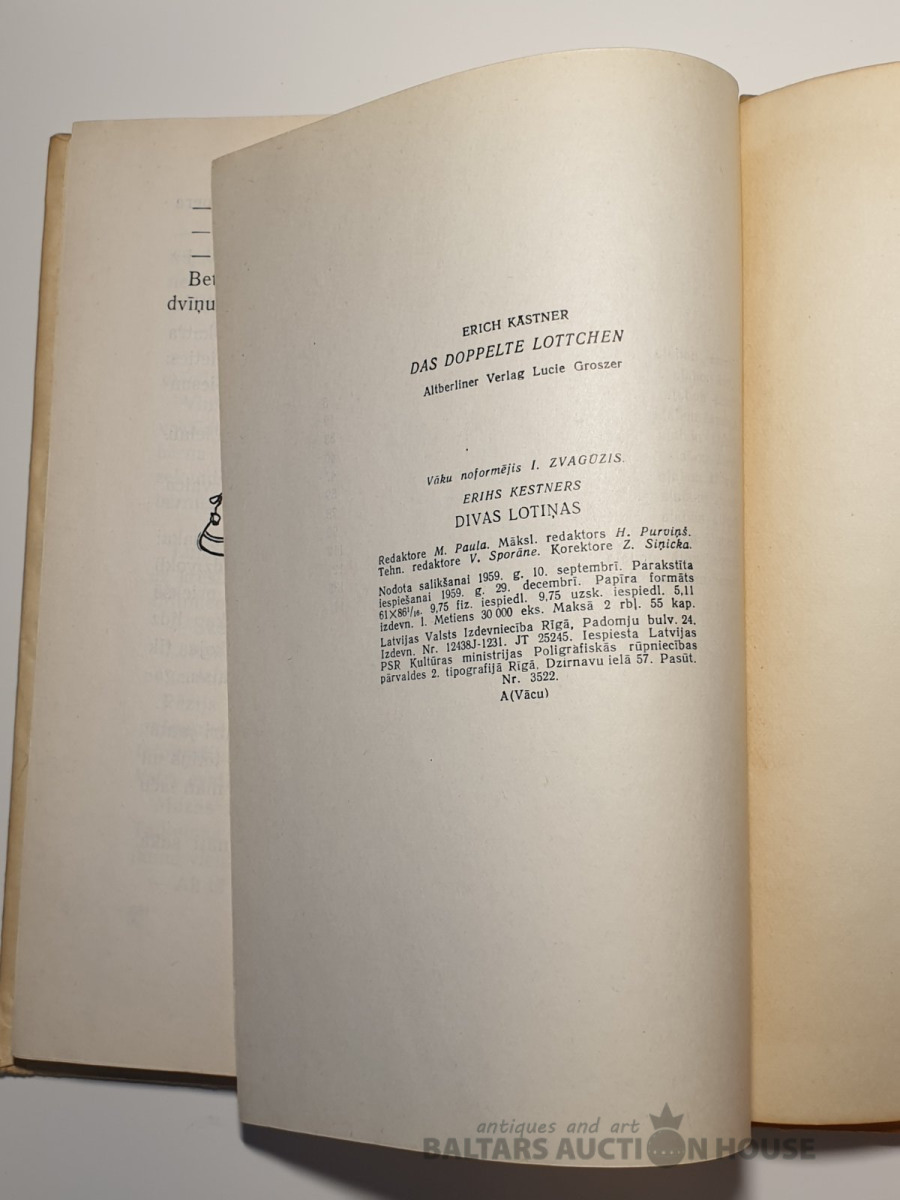 Bet
dvīņu
ERICH KÄSTNER
DAS DOPPELTE LOTTCHEN
Altberliner Verlag Lucie Groszer
Vāku noformējis I. ZVAGŪZIS.
ERIHS KESTNERS
DIVAS LOTIŅAS
Redaktore M. Paula. Māksl. redaktors H. Purviņš.
Tehn. redaktore V. Sporāne. Korektore Z. Siņicka.
Nodota salikšanai 1959. g. 10. septembrī. Parakstīta
iespiešanai 1959. g. 29. decembrī. Papīra formāts
61×86¹/₁₆. 9,75 fiz. iespiedl. 9,75 uzsk. iespiedl. 5,11
izdevn. l. Metiens 30 000 eks. Maksā 2 rbļ. 55 kap.
Latvijas Valsts Izdevniecība Rīgā, Padomju bulv. 24.
Izdevn. Nr. 12438J-1231. JT 25245. Iespiesta Latvijas
PSR Kultūras ministrijas Poligrāfiskās rūpniecības
pārvaldes 2. tipografijā Rīgā, Dzirnavu ielā 57. Pasūt.
Nr. 3522.
A(Vācu)
antiques and art
BALTARS AUCTION HOUSE